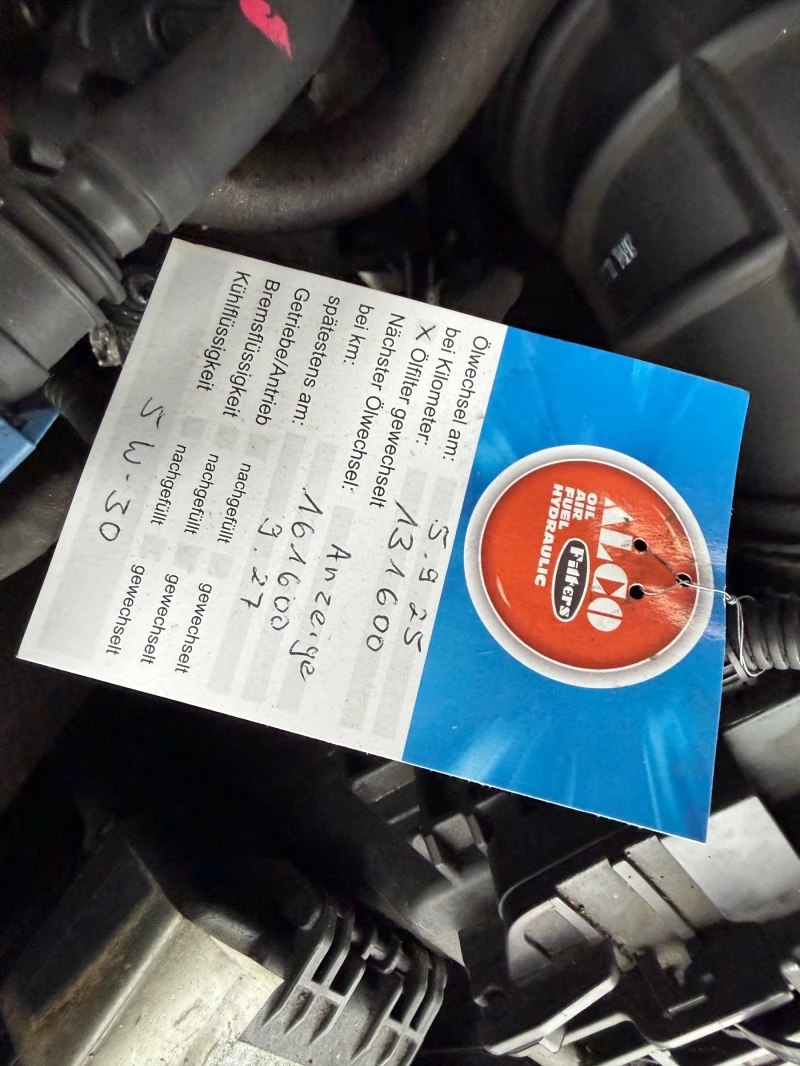 ALCO
Filters
OIL
AIR
FUEL
HYDRAULIC
Ölwechsel am: 5.9.25
bei Kilometer: 131600
X Ölfilter gewechselt
Nächster Ölwechsel: Anzeige
bei km: 161600
spätestens am: 9.27
Getriebe/Antrieb nachgefüllt gewechselt
Bremsflüssigkeit nachgefüllt gewechselt
Kühlflüssigkeit nachgefüllt gewechselt
5W-30